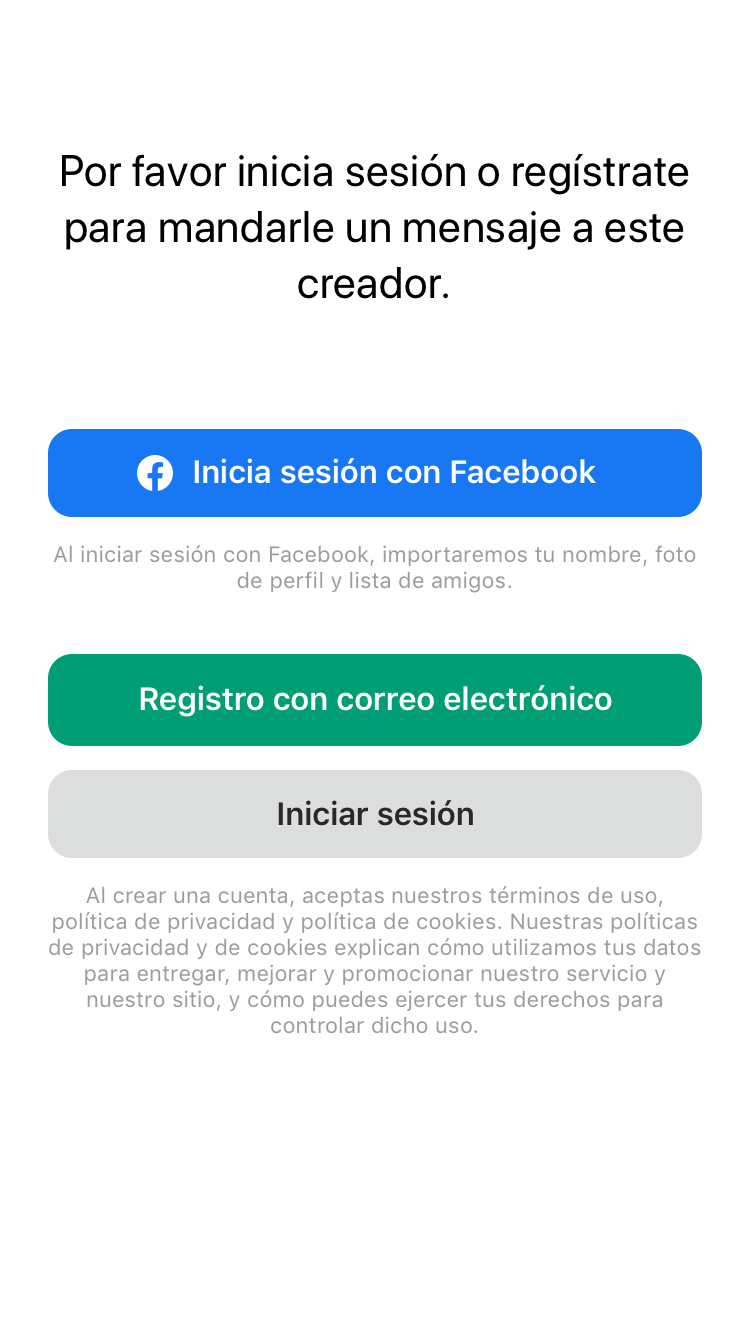 Por favor inicia sesión o regístrate
para mandarle un mensaje a este
creador.
Inicia sesión con Facebook
Al iniciar sesión con Facebook, importaremos tu nombre, foto
de perfil y lista de amigos.
Registro con correo electrónico
Iniciar sesión
Al crear una cuenta, aceptas nuestros términos de uso,
política de privacidad y política de cookies. Nuestras políticas
de privacidad y de cookies explican cómo utilizamos tus datos
para entregar, mejorar y promocionar nuestro servicio y
nuestro sitio, y cómo puedes ejercer tus derechos para
controlar dicho uso.